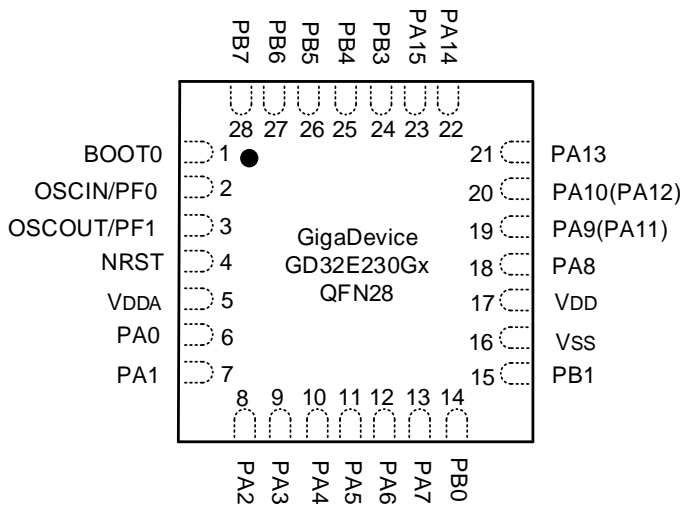 PB7 PB6 PB5 PB4 PB3 PA15 PA14
28 27 26 25 24 23 22
BOOT0 1
OSCIN/PF0 2
OSCOUT/PF1 3
NRST 4
VDDA 5
PA0 6
PA1 7
GigaDevice
GD32E230Gx
QFN28
21 PA13
20 PA10(PA12)
19 PA9(PA11)
18 PA8
17 VDD
16 VSS
15 PB1
8 9 10 11 12 13 14
PA2 PA3 PA4 PA5 PA6 PA7 PB0